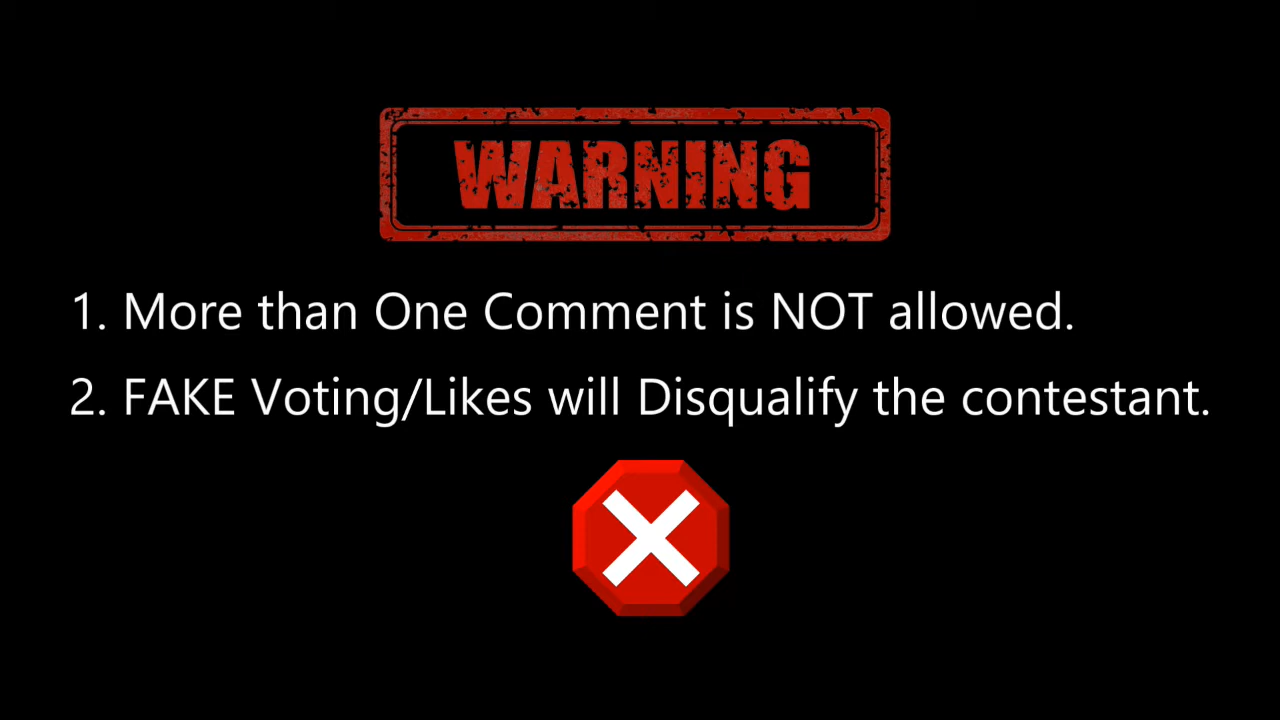 WARNING
1. More than One Comment is NOT allowed.
2. FAKE Voting/Likes will Disqualify the contestant.